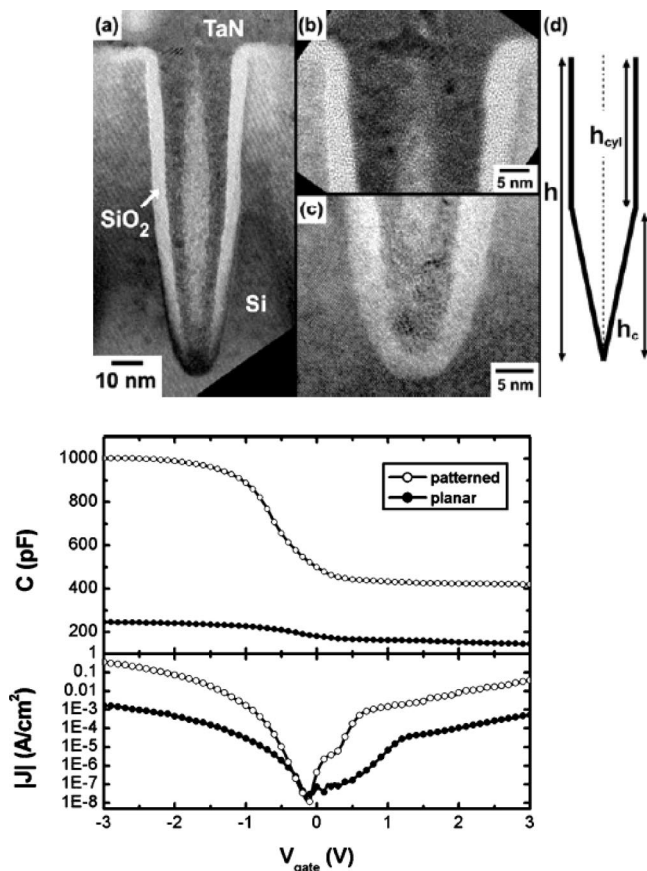 (a)
TaN
SiO2
Si
10 nm
(b)
5 nm
(c)
5 nm
(d)
h
hcyl
hc
1000
800
600
400
200
C (pF)
patterned
planar
1
0.1
0.01
1E-3
1E-4
1E-5
1E-6
1E-7
1E-8
|J| (A/cm2)
-3 -2 -1 0 1 2 3
Vgate (V)